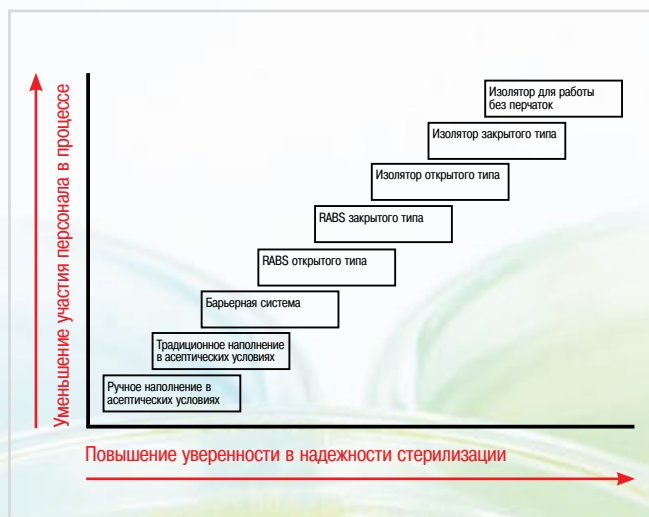 Уменьшение участия персонала в процессе
Изолятор для работы
без перчаток
Изолятор закрытого типа
Изолятор открытого типа
RABS закрытого типа
RABS открытого типа
Барьерная система
Традиционное наполнение
в асептических условиях
Ручное наполнение в
асептических условиях
Повышение уверенности в надежности стерилизации